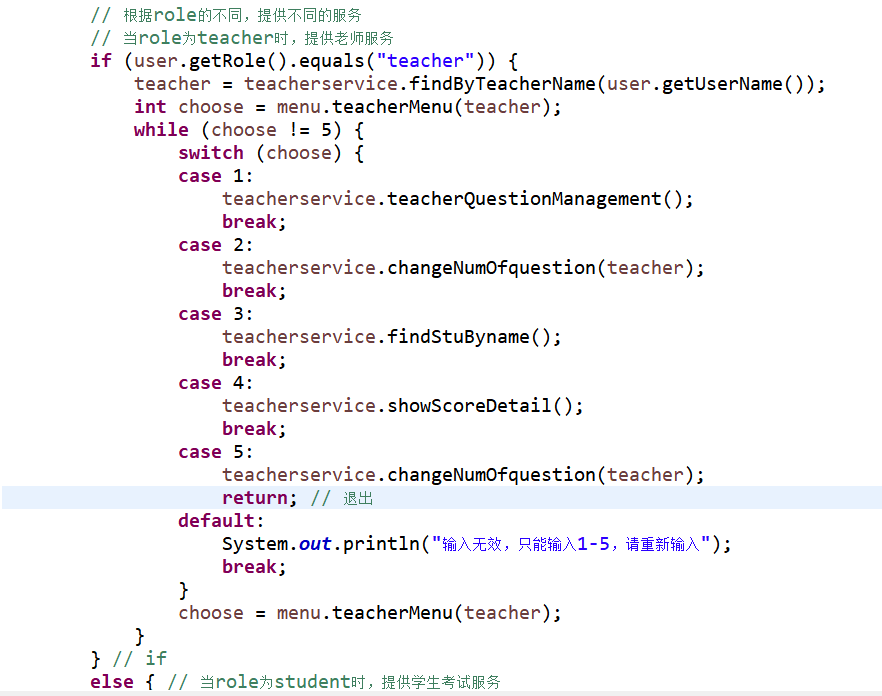 // 根据role的不同，提供不同的服务
// 当role为teacher时，提供老师服务
if (user.getRole().equals("teacher")) {
teacher = teacherservice.findByTeacherName(user.getUserName());
int choose = menu.teacherMenu(teacher);
while (choose != 5) {
switch (choose) {
case 1:
teacherservice.teacherQuestionManagement();
break;
case 2:
teacherservice.changeNumOfquestion(teacher);
break;
case 3:
teacherservice.findStuByname();
break;
case 4:
teacherservice.showScoreDetail();
break;
case 5:
teacherservice.changeNumOfquestion(teacher);
return; // 退出
default:
System.out.println("输入无效，只能输入1-5，请重新输入");
break;
}
choose = menu.teacherMenu(teacher);
}
} // if
else { // 当role为student时，提供学生考试服务